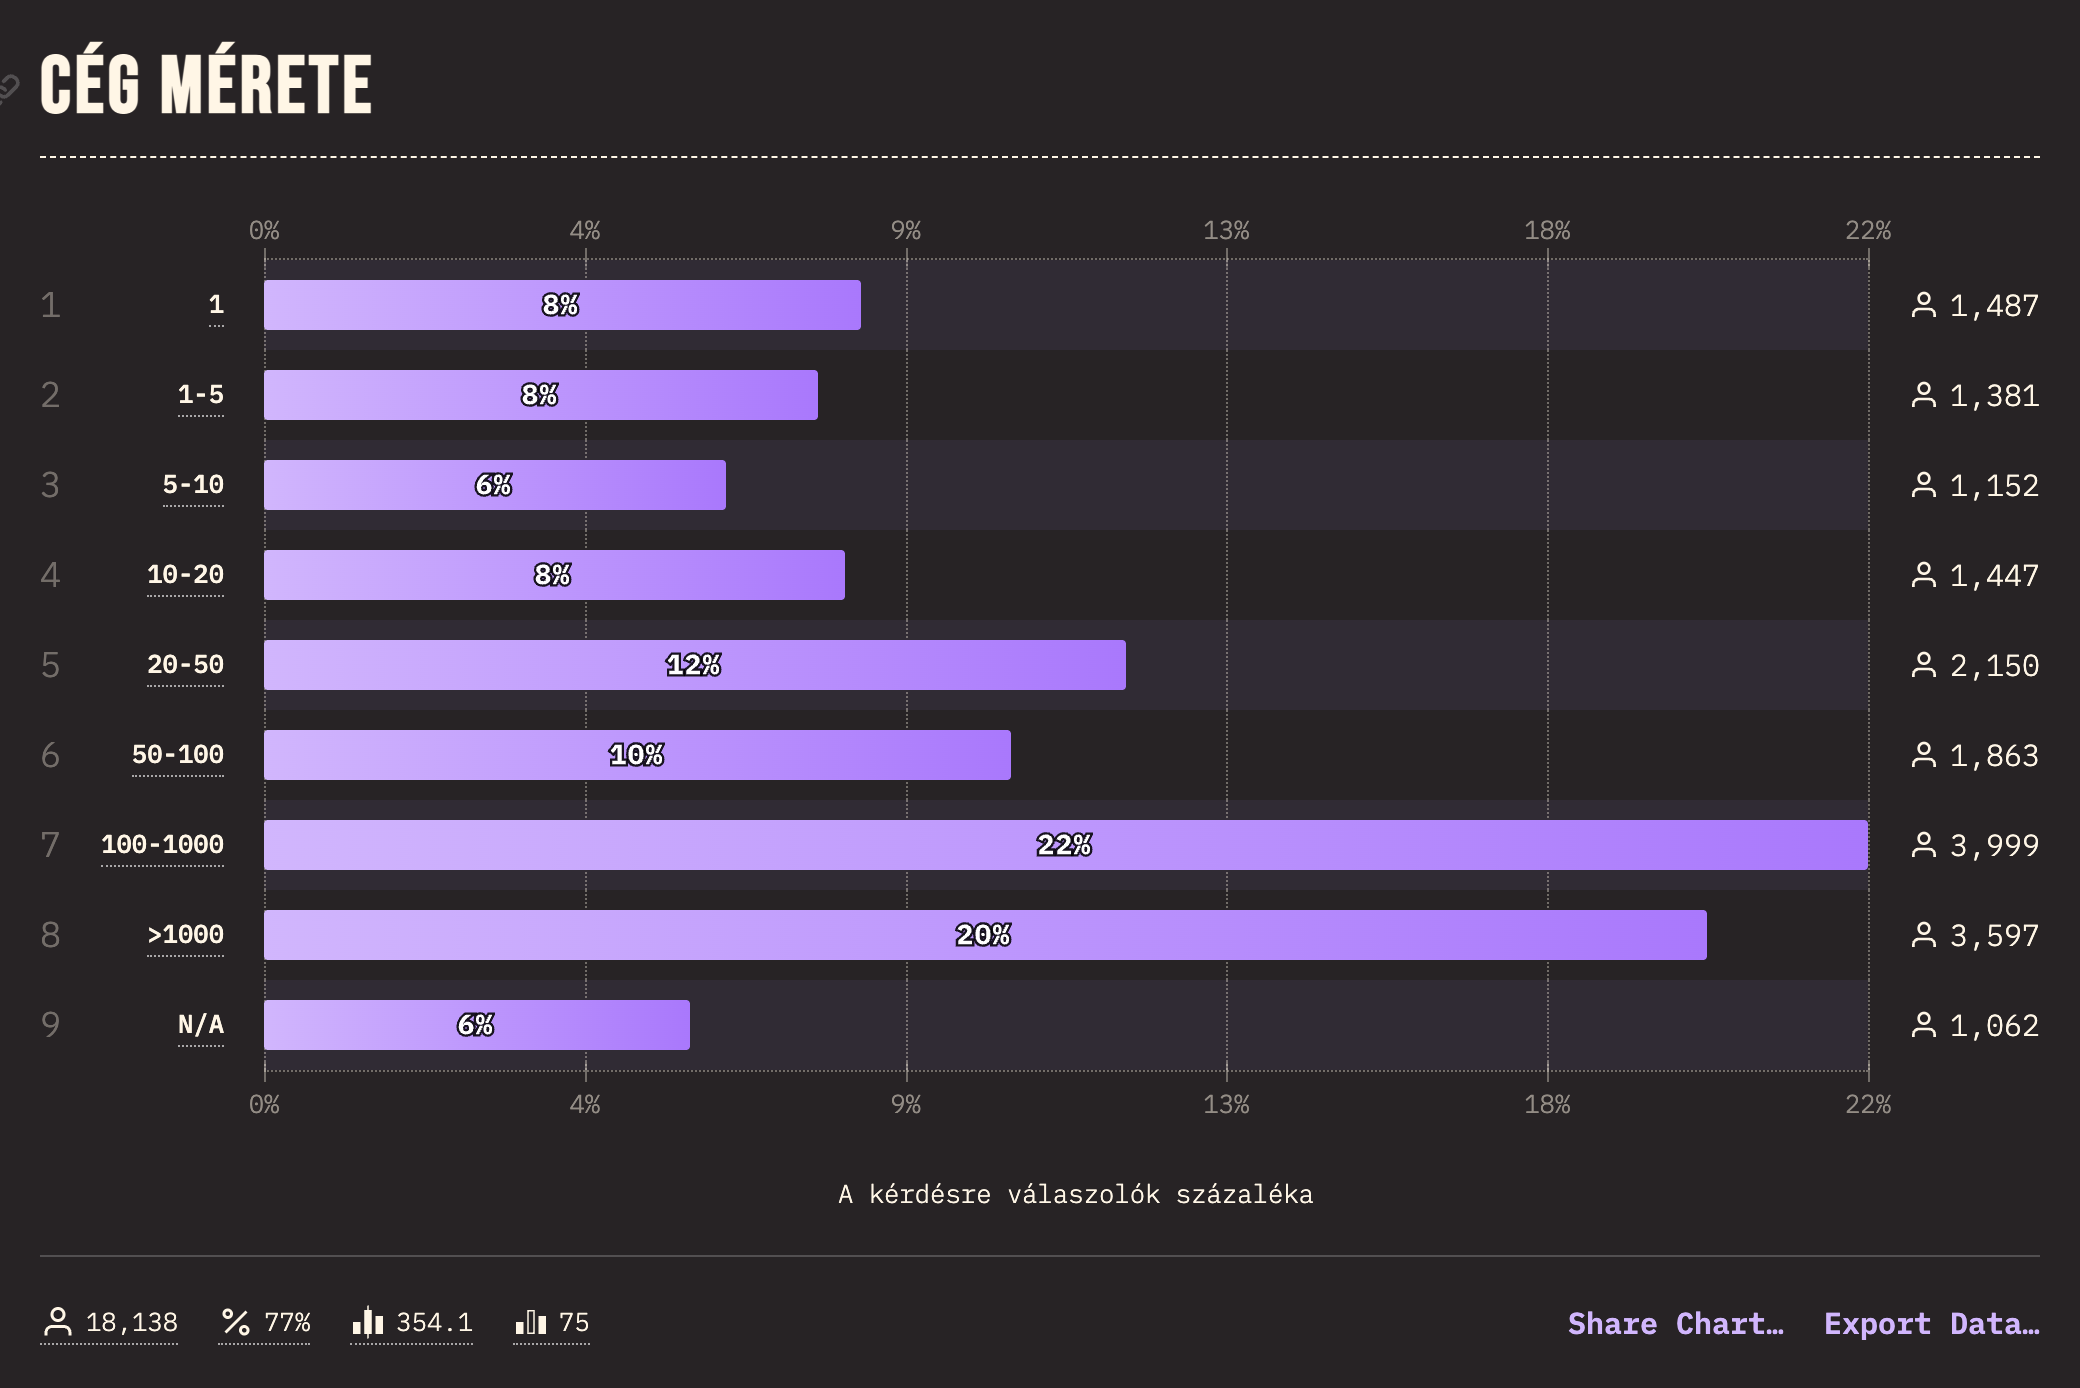 CÉG MÉRETE
0% 4% 9% 13% 18% 22%
1 1 8% 1,487
2 1-5 8% 1,381
3 5-10 6% 1,152
4 10-20 8% 1,447
5 20-50 12% 2,150
6 50-100 10% 1,863
7 100-1000 22% 3,999
8 >1000 20% 3,597
9 N/A 6% 1,062
0% 4% 9% 13% 18% 22%
A kérdésre válaszolók százaléka
18,138 77% 354.1 75 Share Chart… Export Data…